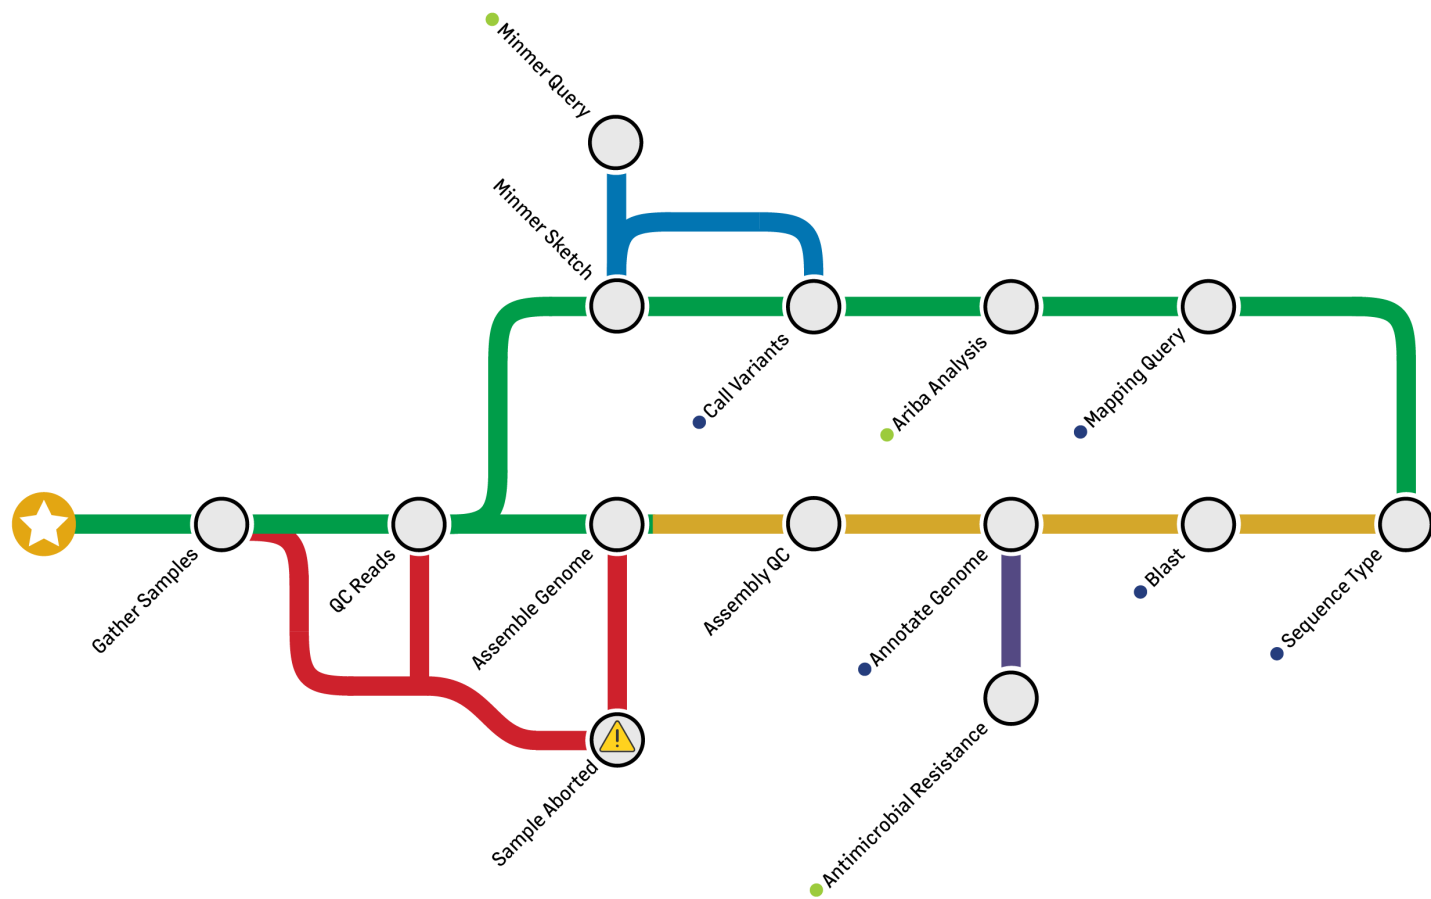 Minmer Query
Minmer Sketch
Call Variants
Ariba Analysis
Mapping Query
Gather Samples
QC Reads
Assemble Genome
Assembly QC
Annotate Genome
Blast
Sequence Type
Sample Aborted
Antimicrobial Resistance